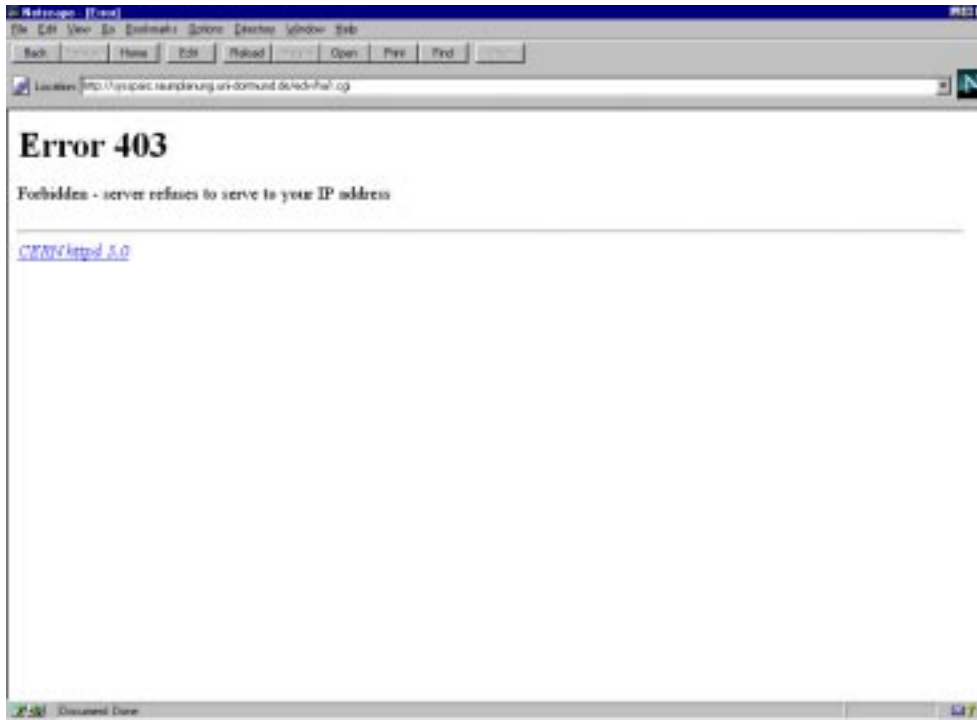 Netscape - [Error]
File Edit View Go Bookmarks Options Directory Window Help
Back Home Edit Reload Open Print Find
Location:
Error 403
Forbidden - server refuses to serve to your IP address
CERN httpd 3.0
Document Done